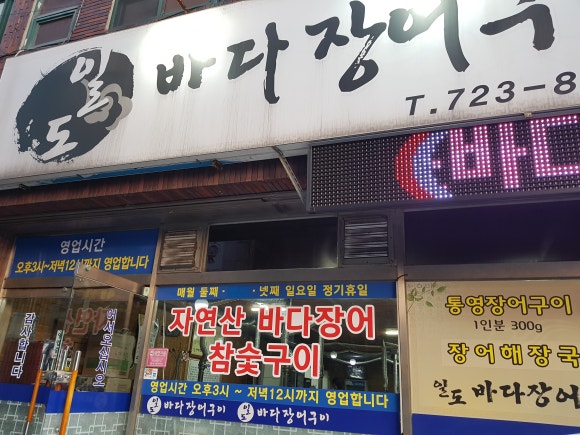 일도
바다장어구
T.723-8
바다
영업시간
오후3시~저녁12시까지 영업합니다
매월 둘째· ·넷째 일요일 정기휴일
자연산 바다장어
참숯구이
영업시간 오후3시 ~ 저녁12시까지 영업합니다
일도 바다장어구이 일도 바다장어구이
어서오십시오
감사합니다
통영장어구이
1인분 300g
장어해장국
일도 바다장어